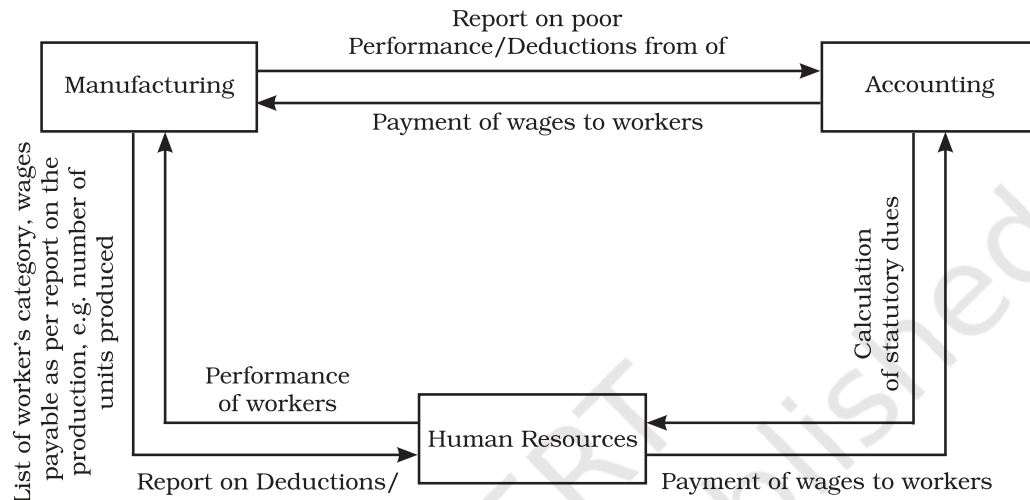 Report on poor
Performance/Deductions from of
Manufacturing
Accounting
Payment of wages to workers
List of worker's category, wages
payable as per report on the
production, e.g. number of
units produced
Calculation
of statutory dues
Performance
of workers
Human Resources
Report on Deductions/
Payment of wages to workers